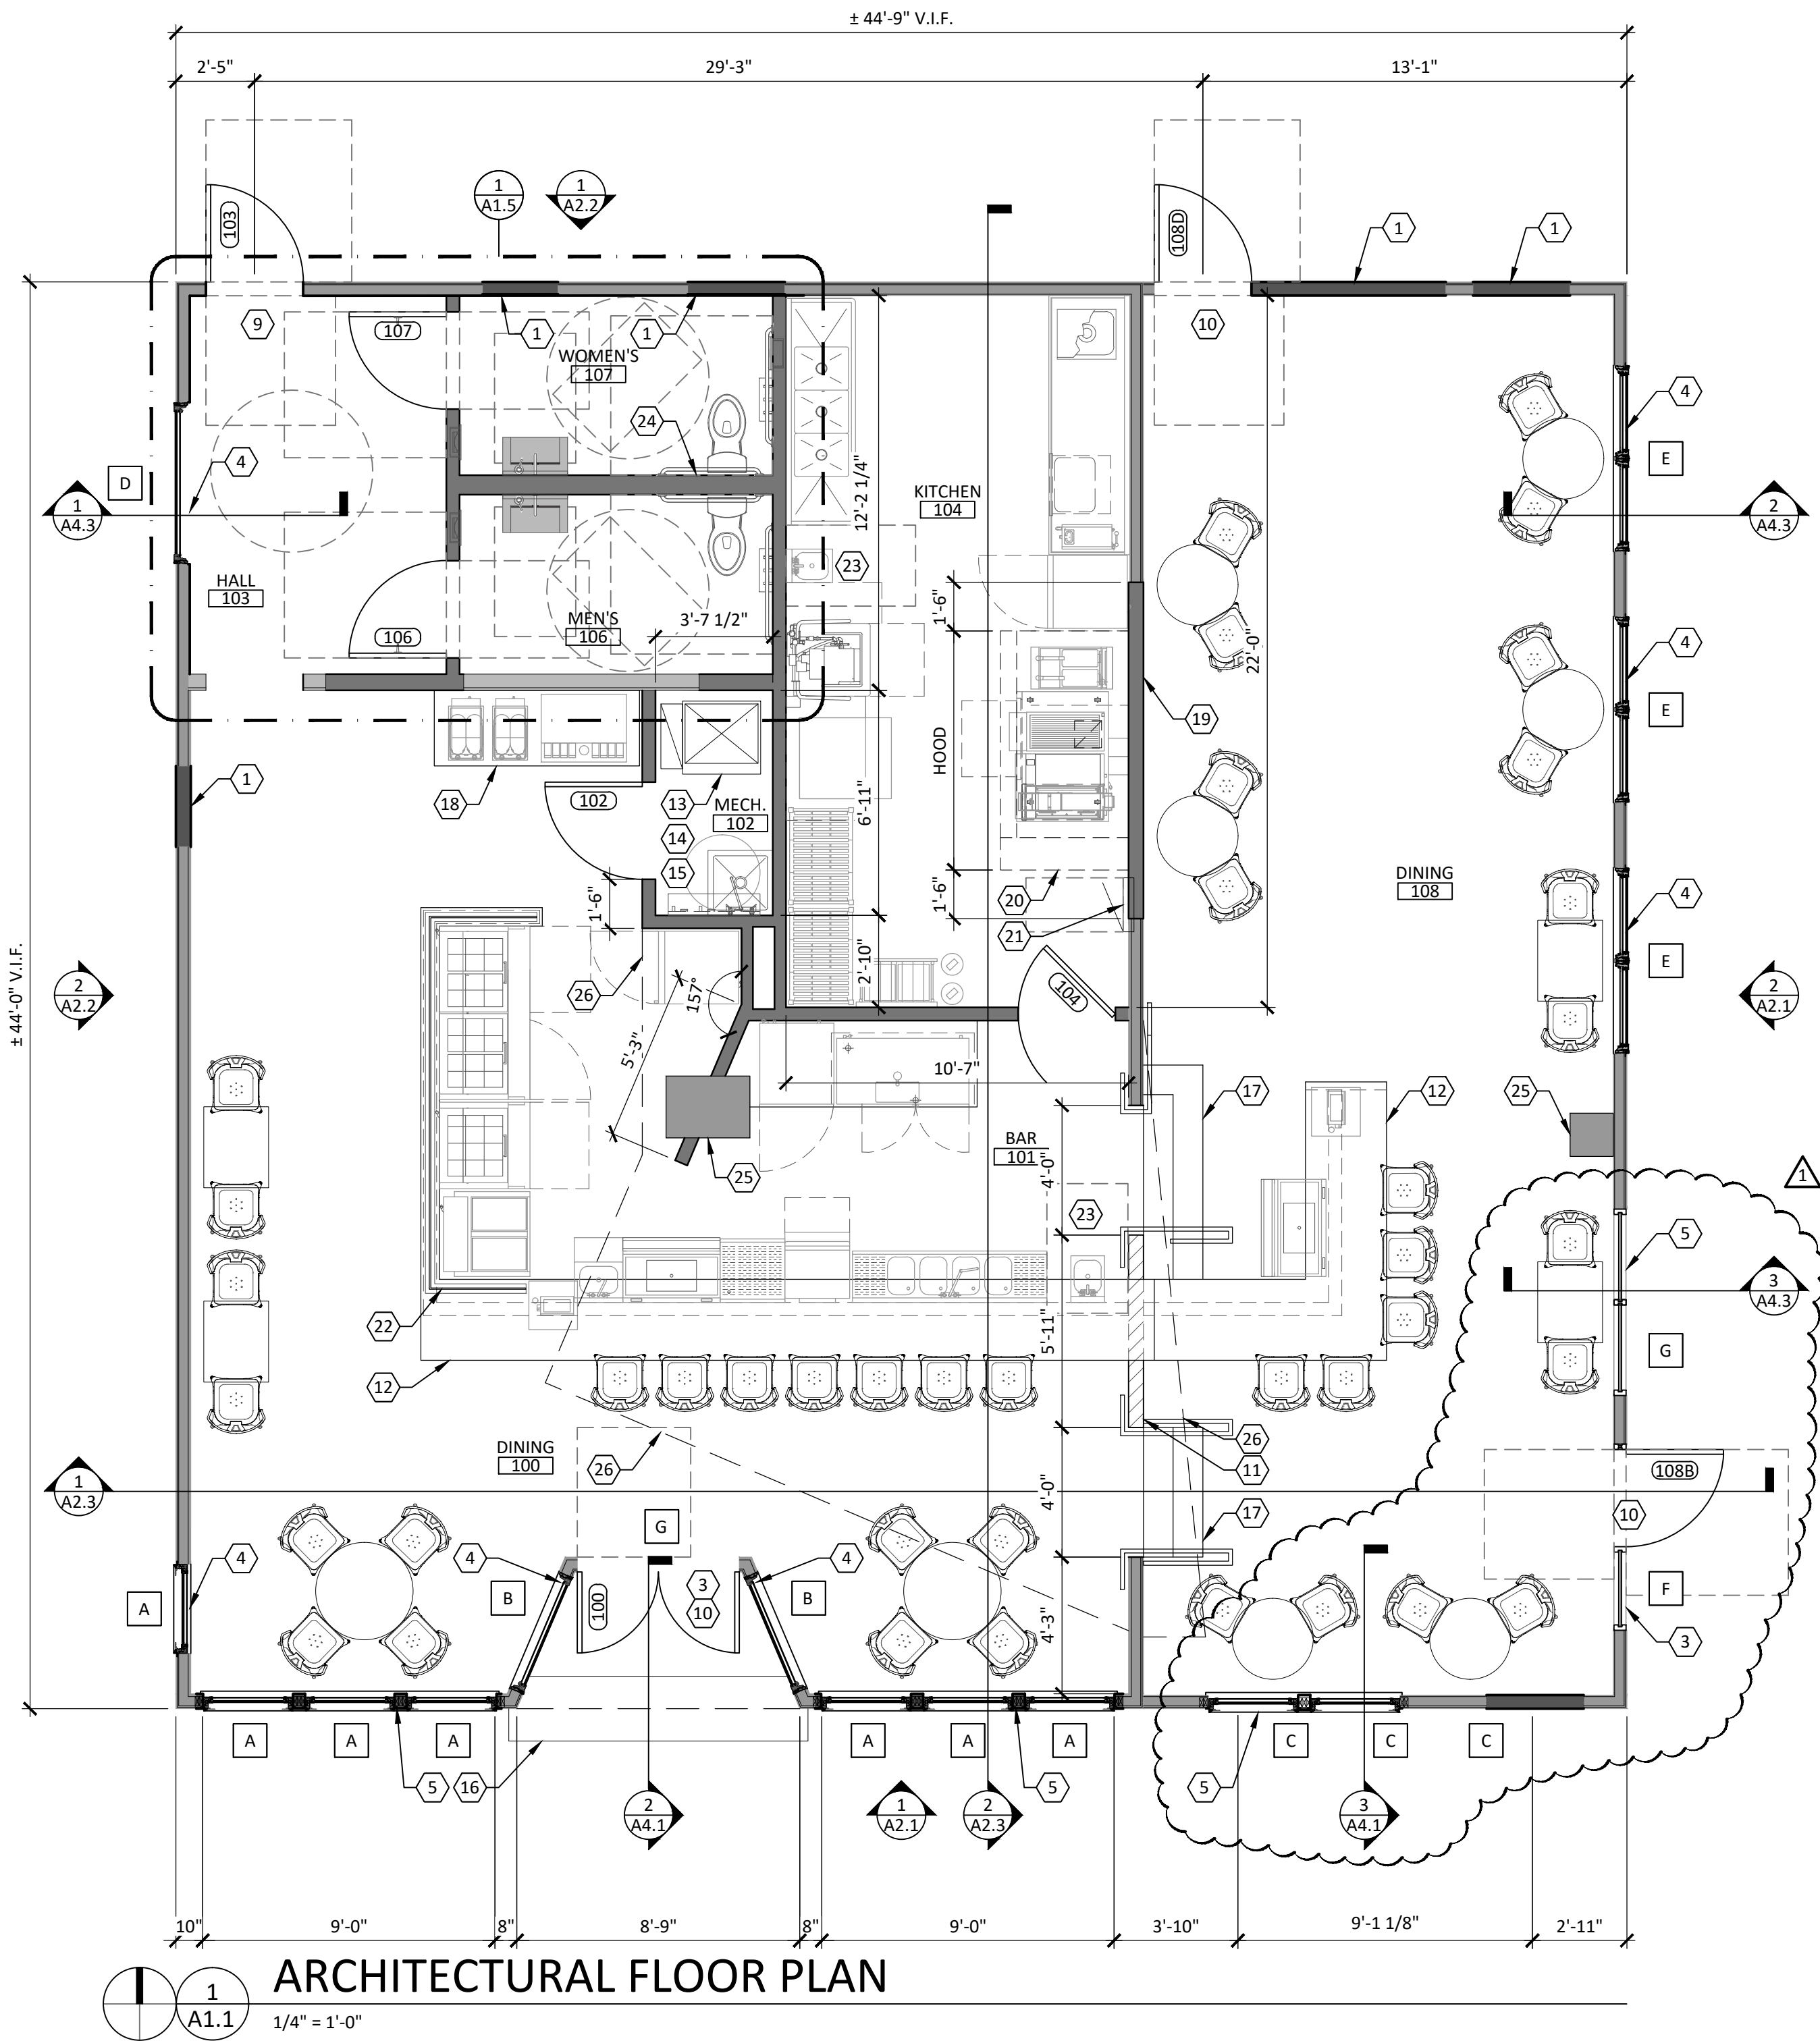 ± 44'-9" V.I.F.
2'-5"
29'-3"
13'-1"
1
A1.5
1
A2.2
103
108D
1
1
9
107
1
1
10
WOMEN'S
107
4
24
E
D
4
12'-2 1/4"
KITCHEN
104
1
A4.3
2
A4.3
23
HALL
103
1'-6"
MEN'S
106
3'-7 1/2"
106
22'-0"
4
E
19
HOOD
1
18
102
13
MECH.
102
6'-11"
14
15
DINING
108
1'-6"
1'-6"
20
4
21
E
± 44'-0" V.I.F.
2
A2.2
26
157°
2'-10"
104
2
A2.1
5'-3"
10'-7"
17
12
25
BAR
101
4'-0"
25
1
23
5
3
A4.3
22
5'-11"
G
12
DINING
100
26
26
11
108B
1
A2.3
4'-0"
17
10
G
4
4
3
10
A
B
100
B
F
4'-3"
3
A
A
A
A
A
A
C
C
C
5
16
5
5
2
A4.1
1
A2.1
2
A2.3
3
A4.1
10"
9'-0"
8"
8'-9"
8"
9'-0"
3'-10"
9'-1 1/8"
2'-11"
1
A1.1
ARCHITECTURAL FLOOR PLAN
1/4" = 1'-0"